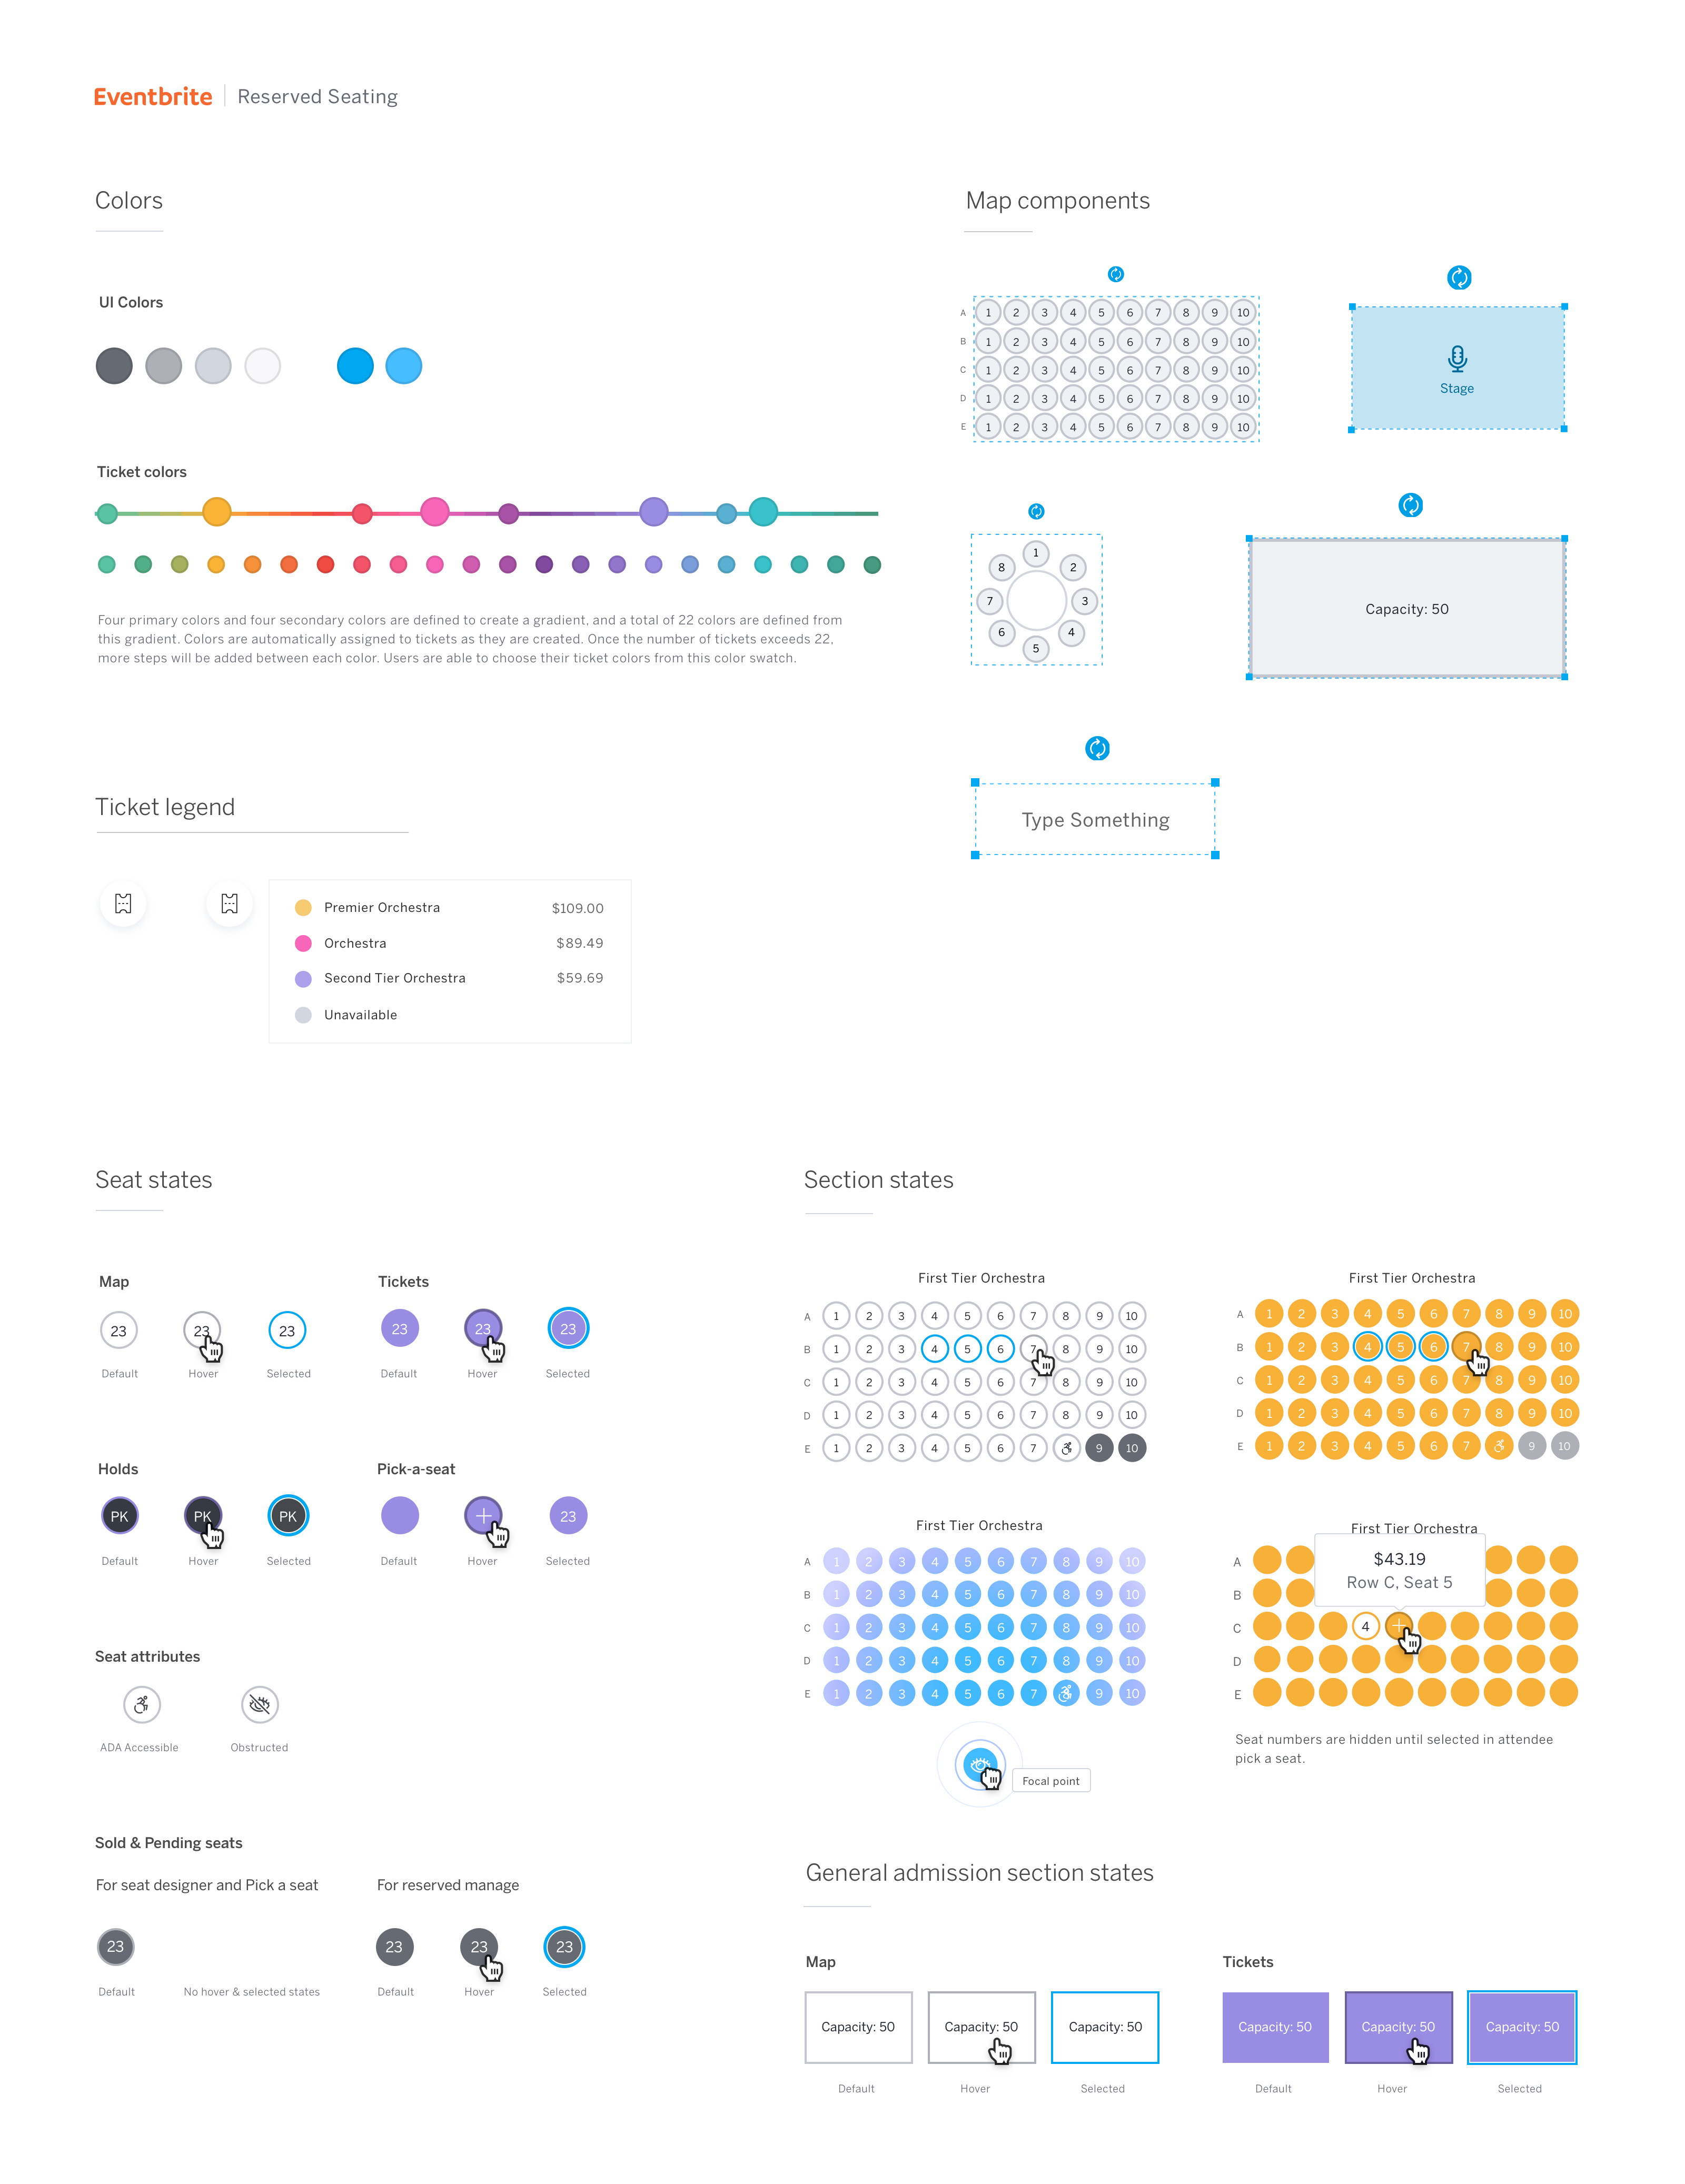 Eventbrite | Reserved Seating
Colors
UI Colors
Ticket colors
Four primary colors and four secondary colors are defined to create a gradient, and a total of 22 colors are defined from
this gradient. Colors are automatically assigned to tickets as they are created. Once the number of tickets exceeds 22,
more steps will be added between each color. Users are able to choose their ticket colors from this color swatch.
Map components
A 1 2 3 4 5 6 7 8 9 10
B 1 2 3 4 5 6 7 8 9 10
C 1 2 3 4 5 6 7 8 9 10
D 1 2 3 4 5 6 7 8 9 10
E 1 2 3 4 5 6 7 8 9 10
Stage
1
8 2
7 3
6 4
5
Capacity: 50
Type Something
Ticket legend
Premier Orchestra $109.00
Orchestra $89.49
Second Tier Orchestra $59.69
Unavailable
Seat states
Map
23 23 23
Default Hover Selected
Tickets
23 23 23
Default Hover Selected
Holds
PK PK PK
Default Hover Selected
Pick-a-seat
23
Default Hover Selected
Seat attributes
ADA Accessible Obstructed
Sold & Pending seats
For seat designer and Pick a seat
23
Default No hover & selected states
For reserved manage
23 23 23
Default Hover Selected
Section states
First Tier Orchestra
A 1 2 3 4 5 6 7 8 9 10
B 1 2 3 4 5 6 7 8 9 10
C 1 2 3 4 5 6 7 8 9 10
D 1 2 3 4 5 6 7 8 9 10
E 1 2 3 4 5 6 7 9 10
First Tier Orchestra
A 1 2 3 4 5 6 7 8 9 10
B 1 2 3 4 5 6 7 8 9 10
C 1 2 3 4 5 6 7 8 9 10
D 1 2 3 4 5 6 7 8 9 10
E 1 2 3 4 5 6 7 9 10
First Tier Orchestra
A 1 2 3 4 5 6 7 8 9 10
B 1 2 3 4 5 6 7 8 9 10
C 1 2 3 4 5 6 7 8 9 10
D 1 2 3 4 5 6 7 8 9 10
E 1 2 3 4 5 6 7 9 10
Focal point
First Tier Orchestra
$43.19
Row C, Seat 5
A
B
C 4
D
E
Seat numbers are hidden until selected in attendee
pick a seat.
General admission section states
Map
Capacity: 50 Capacity: 50 Capacity: 50
Default Hover Selected
Tickets
Capacity: 50 Capacity: 50 Capacity: 50
Default Hover Selected